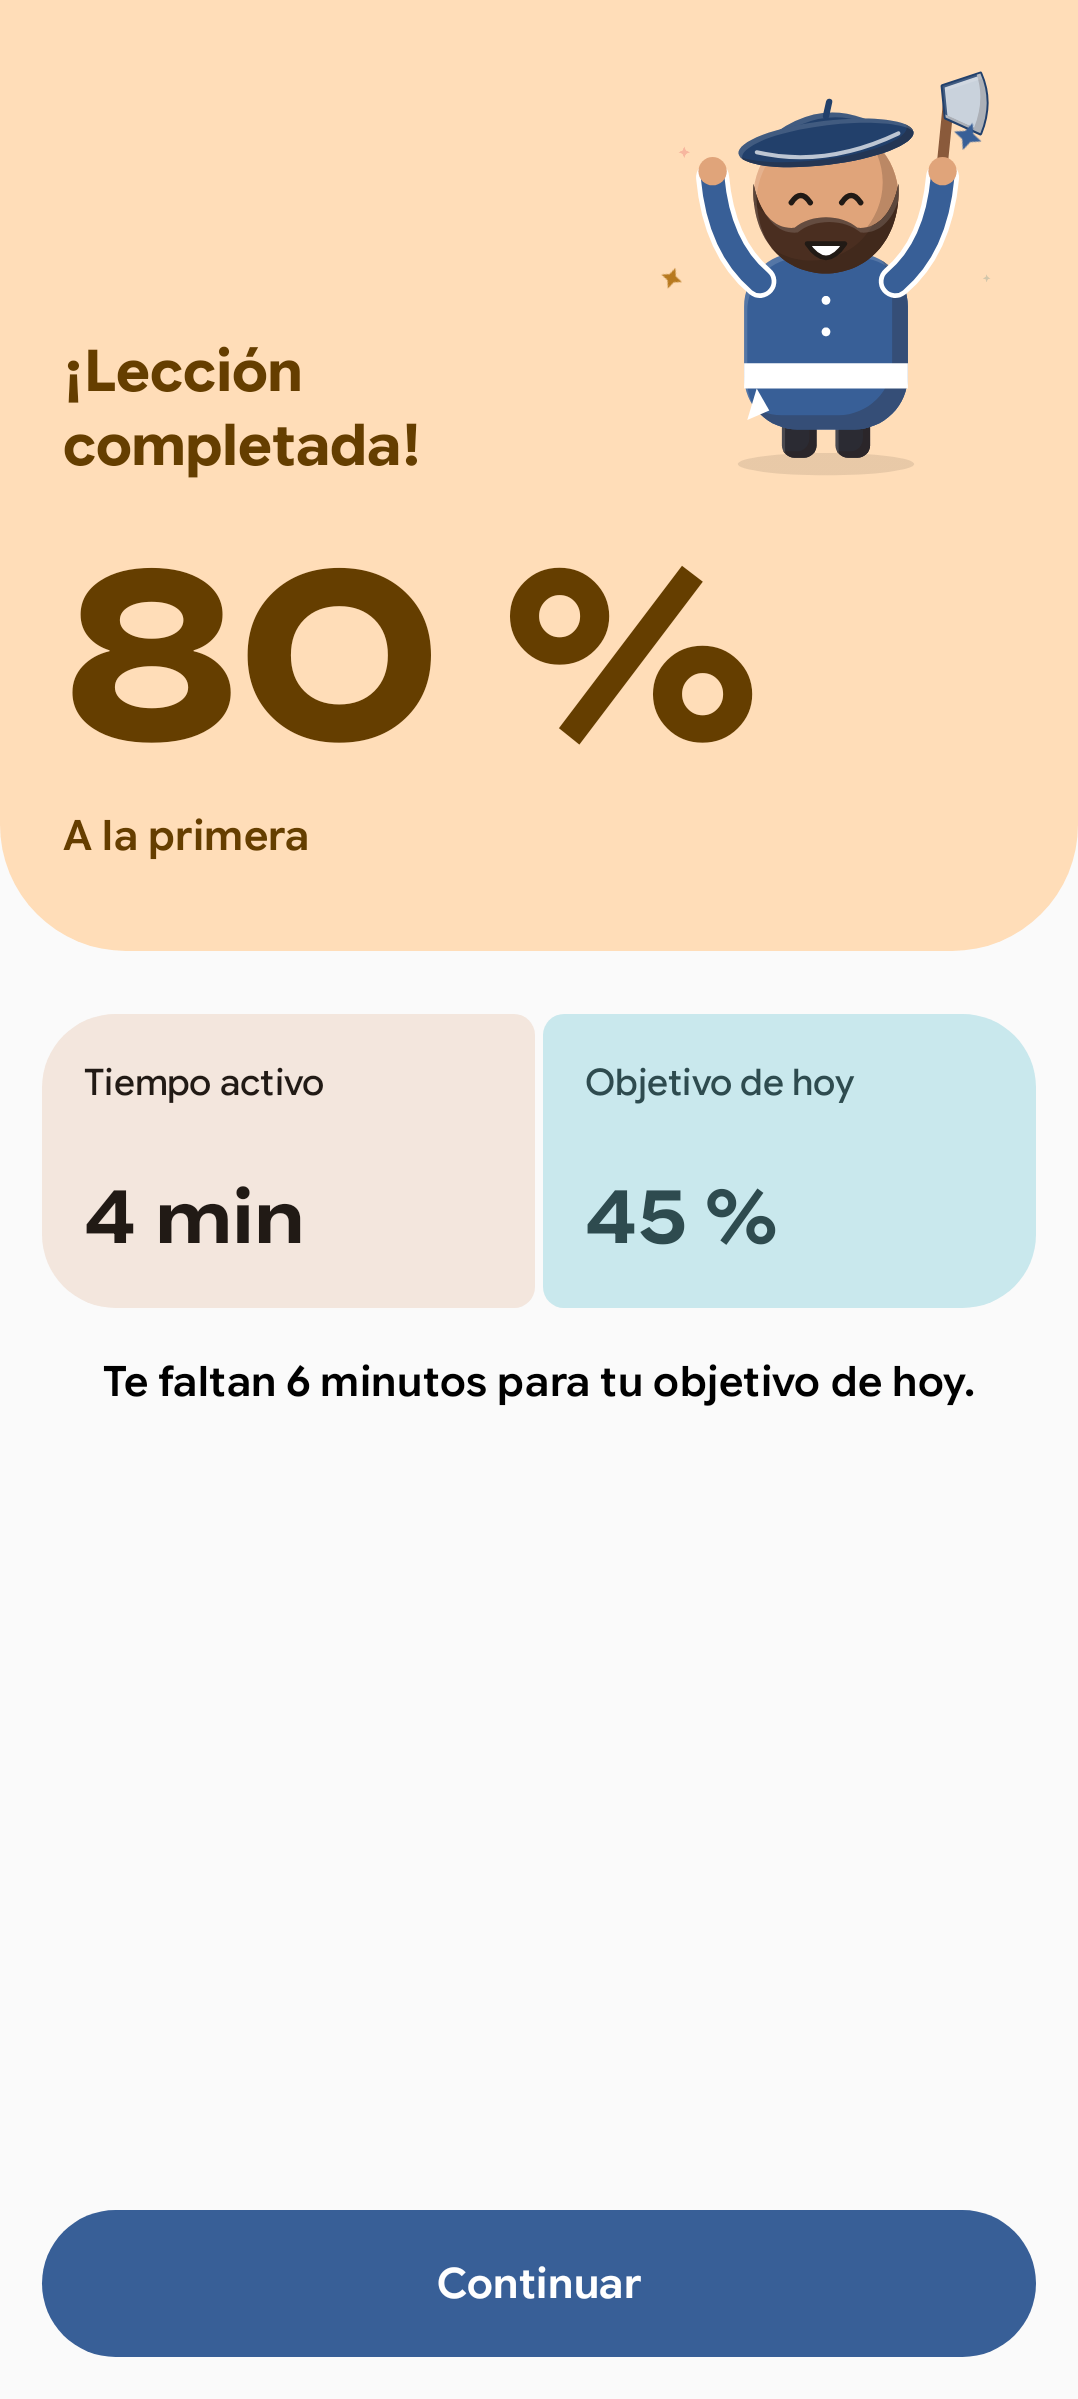 ¡Lección
completada!
80 %
A la primera
Tiempo activo
4 min
Objetivo de hoy
45 %
Te faltan 6 minutos para tu objetivo de hoy.
Continuar